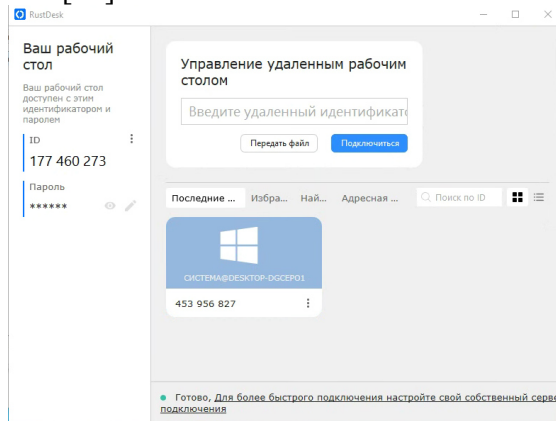 RustDesk
Ваш рабочий
стол
Ваш рабочий стол
доступен с этим
идентификатором и
паролем
ID
177 460 273
Пароль
******
Управление удаленным рабочим
столом
Введите удаленный идентификатс
Передать файл
Подключиться
Последние ...
Избра...
Най...
Адресная ...
Поиск по ID
СИСТЕМА@DESKTOP-DGCEP01
453 956 827
Готово, Для более быстрого подключения настройте свой собственный серве
подключения